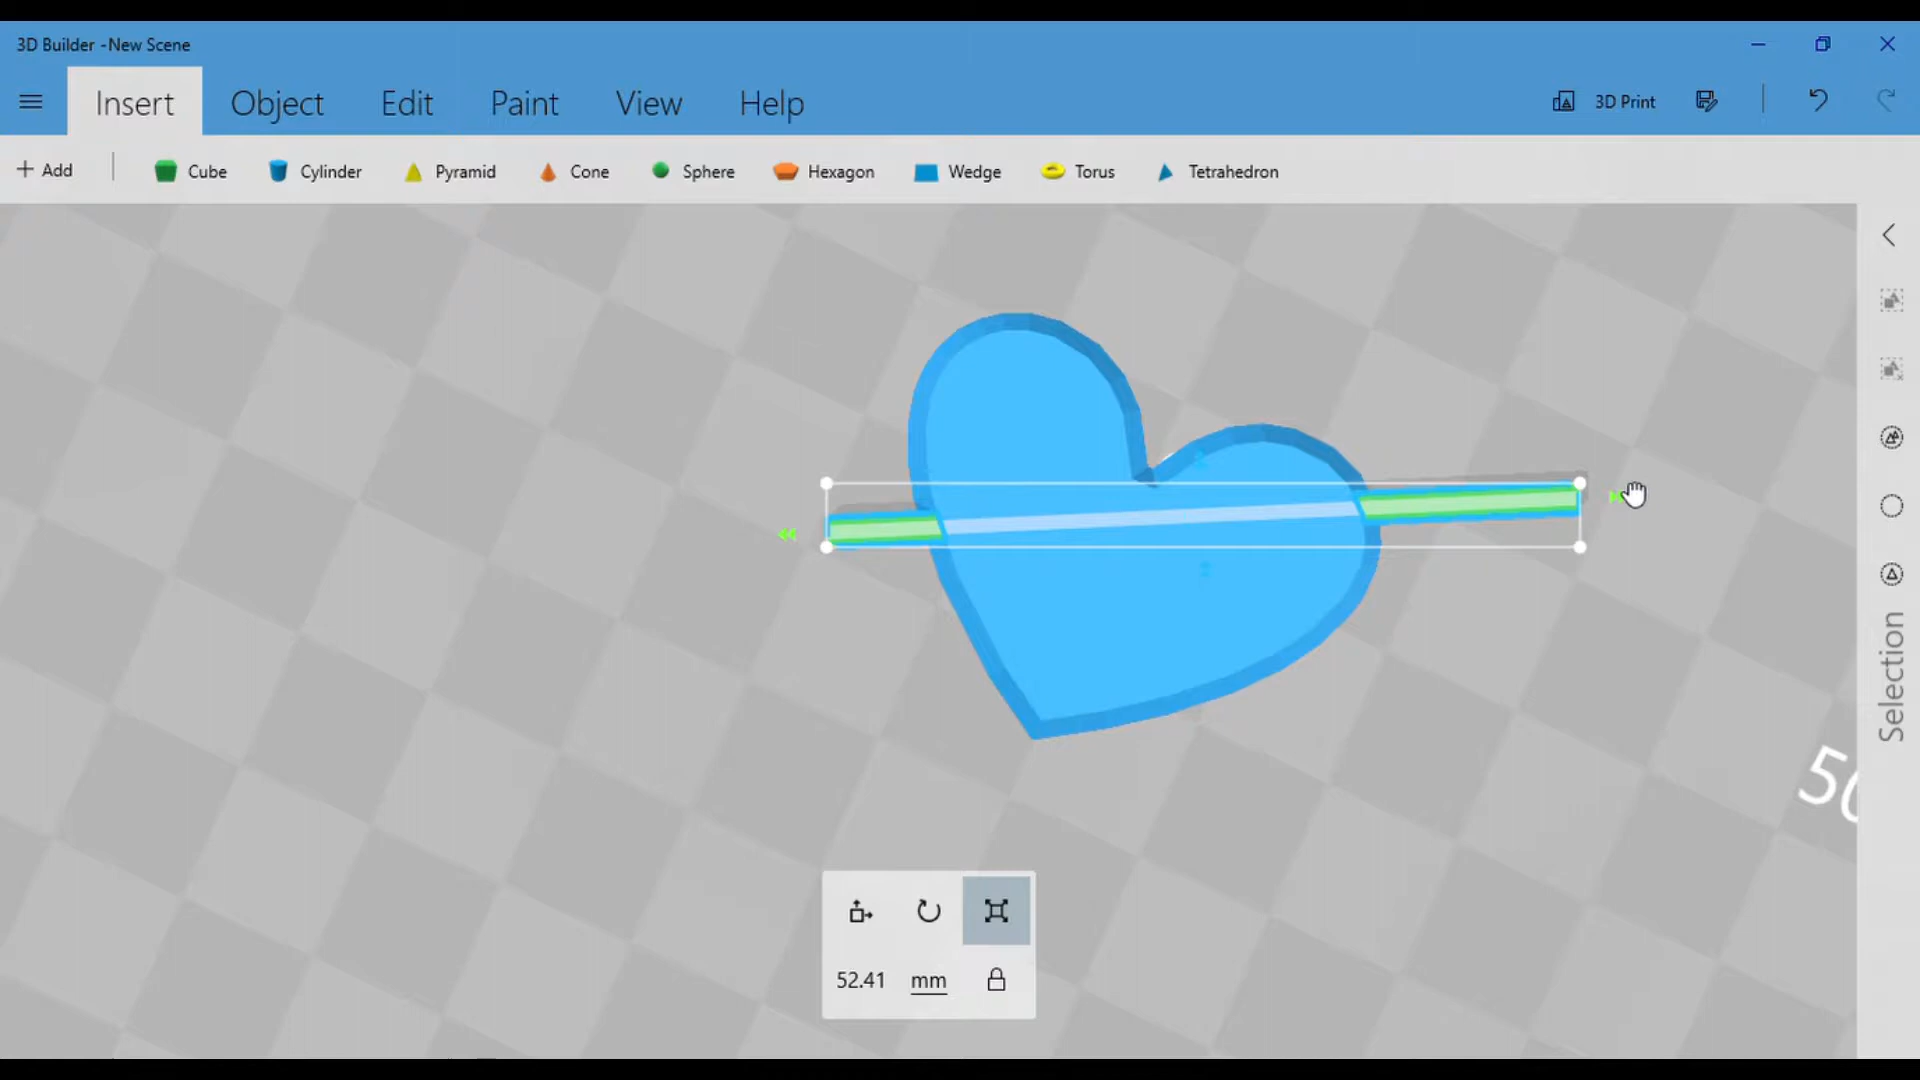 3D Builder -New Scene
Insert Object Edit Paint View Help 3D Print
Add Cube Cylinder Pyramid Cone Sphere Hexagon Wedge Torus Tetrahedron
Selection
52.41 mm